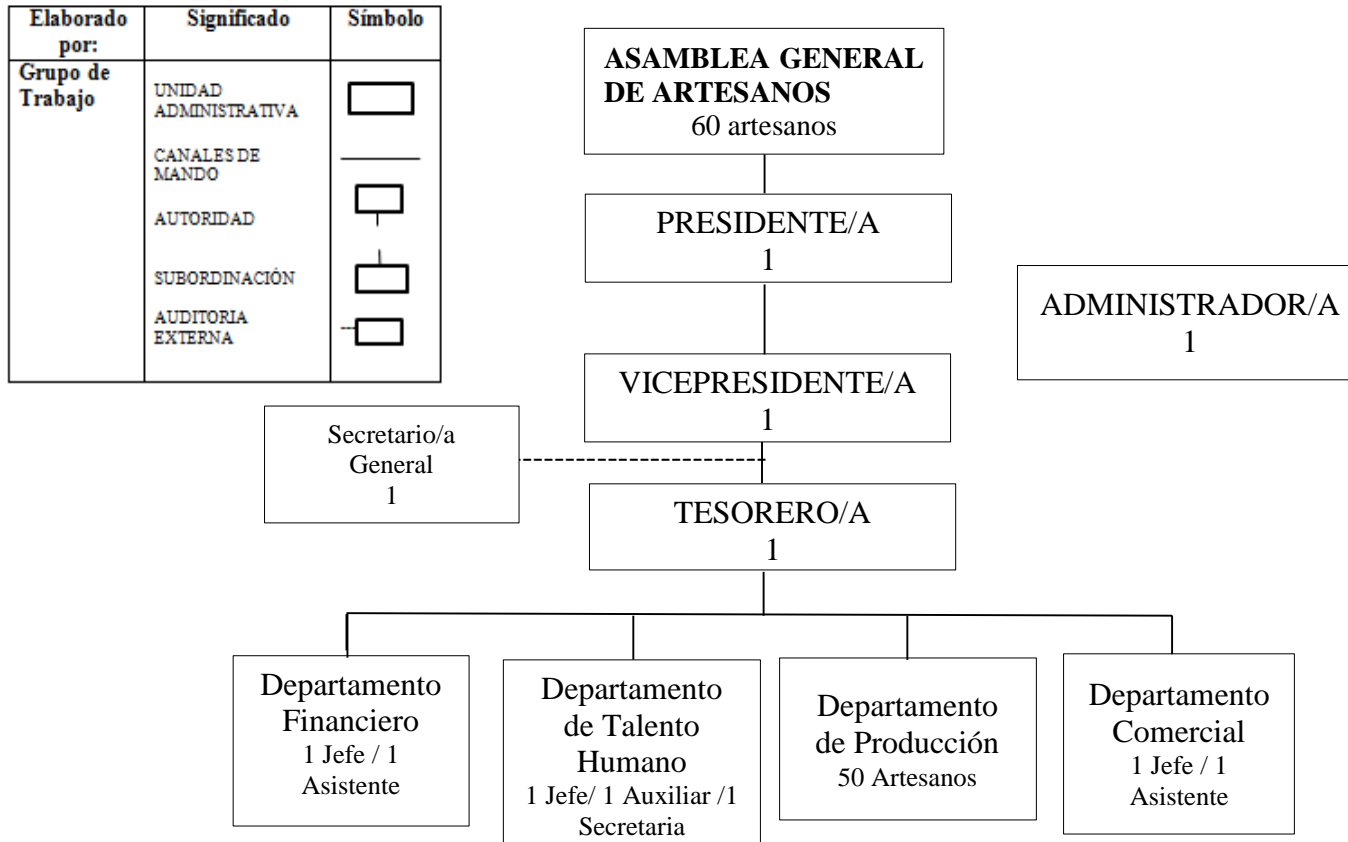 Elaborado
por:
Significado
Símbolo
Grupo de
Trabajo
UNIDAD
ADMINISTRATIVA
CANALES DE
MANDO
AUTORIDAD
SUBORDINACIÓN
AUDITORIA
EXTERNA
ASAMBLEA GENERAL
DE ARTESANOS
60 artesanos
PRESIDENTE/A
1
ADMINISTRADOR/A
1
VICEPRESIDENTE/A
1
Secretario/a
General
1
TESORERO/A
1
Departamento
Financiero
1 Jefe / 1
Asistente
Departamento
de Talento
Humano
1 Jefe/ 1 Auxiliar /1
Secretaria
Departamento
de Producción
50 Artesanos
Departamento
Comercial
1 Jefe / 1
Asistente